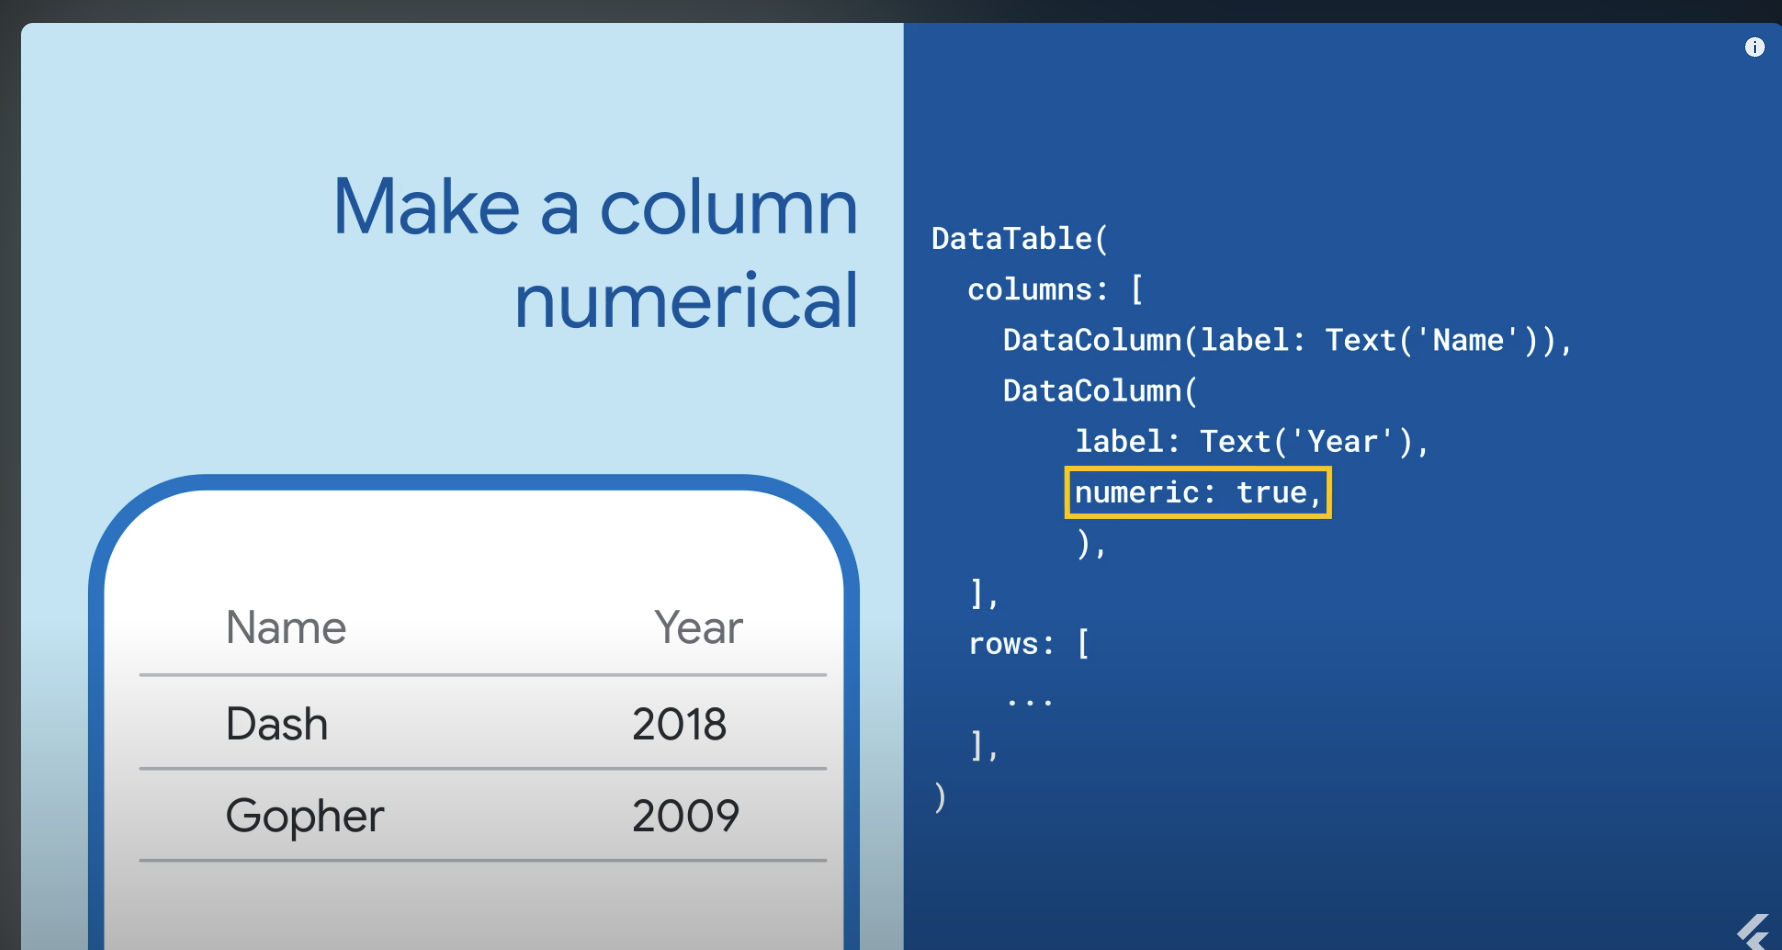 Make a column
numerical
Name Year
Dash 2018
Gopher 2009
DataTable(
columns: [
DataColumn(label: Text('Name')),
DataColumn(
label: Text('Year'),
numeric: true,
),
],
rows: [
...
],
)